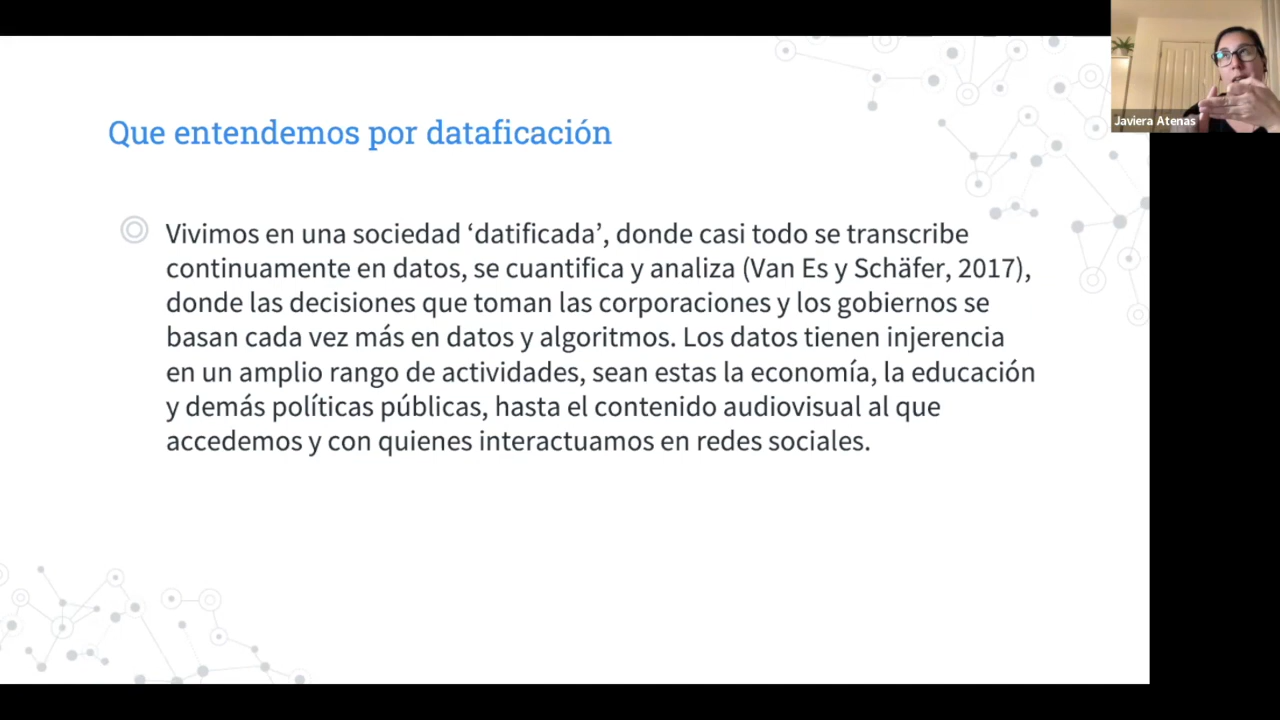 Que entendemos por dataficación
Vivimos en una sociedad ‘datificada’, donde casi todo se transcribe
continuamente en datos, se cuantifica y analiza (Van Es y Schäfer, 2017),
donde las decisiones que toman las corporaciones y los gobiernos se
basan cada vez más en datos y algoritmos. Los datos tienen injerencia
en un amplio rango de actividades, sean estas la economía, la educación
y demás políticas públicas, hasta el contenido audiovisual al que
accedemos y con quienes interactuamos en redes sociales.
Javiera Atenas